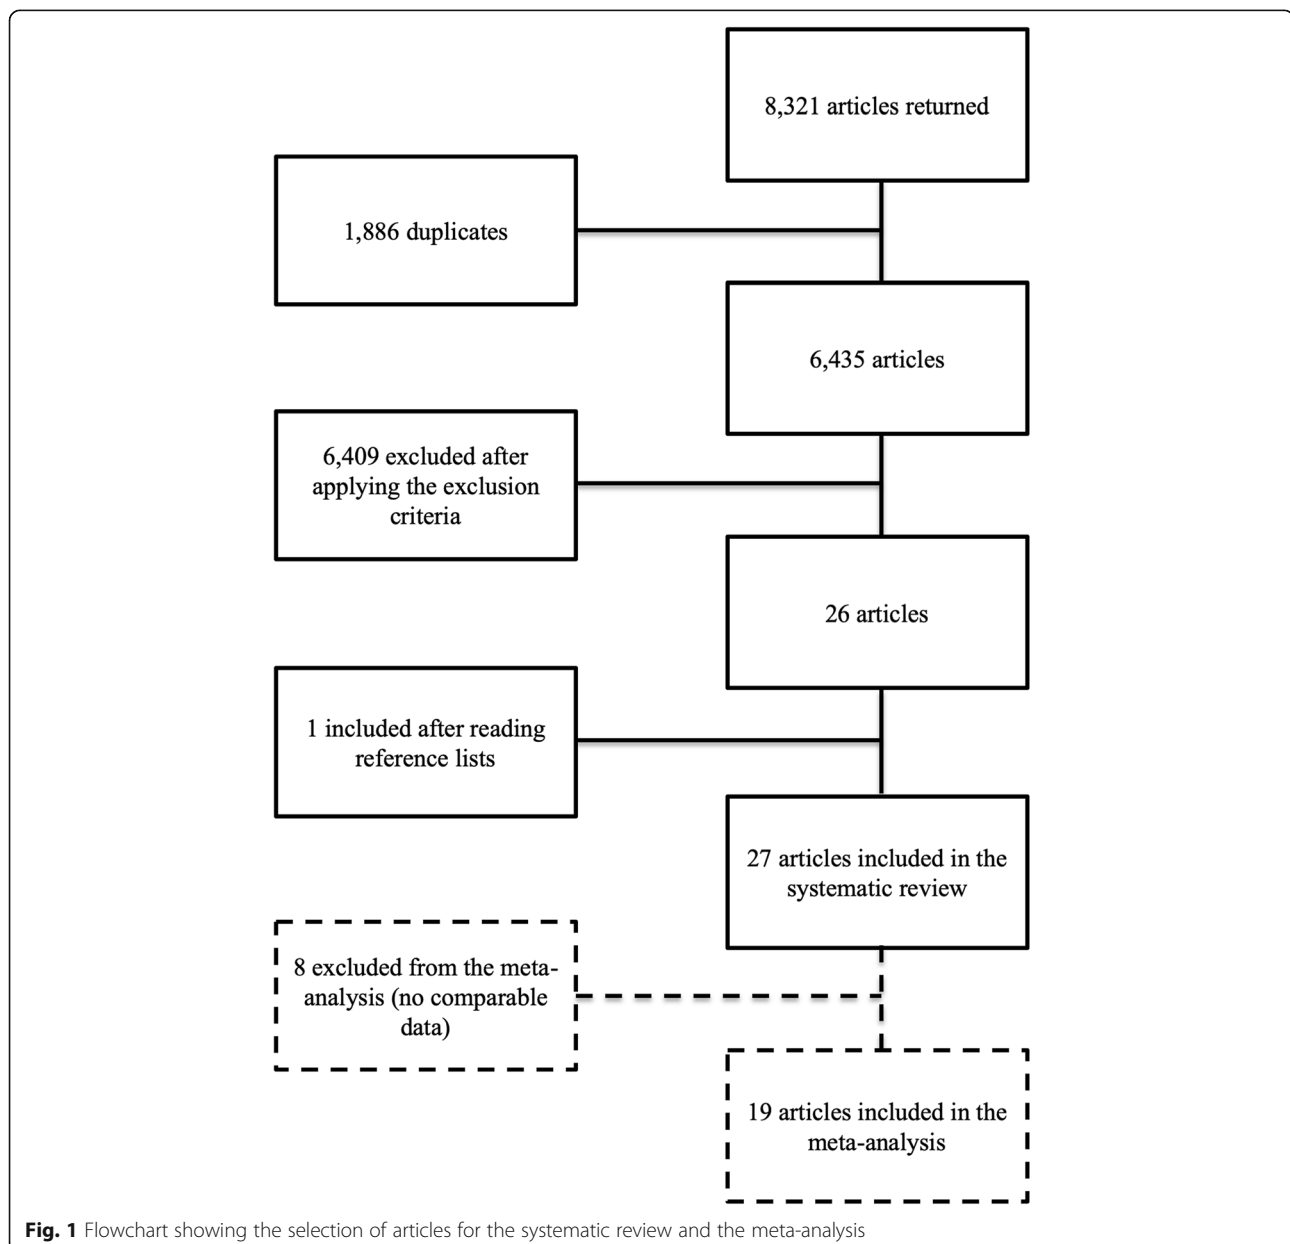 8,321 articles returned
1,886 duplicates
6,435 articles
6,409 excluded after
applying the exclusion
criteria
26 articles
1 included after reading
reference lists
27 articles included in the
systematic review
8 excluded from the meta-
analysis (no comparable
data)
19 articles included in the
meta-analysis
Fig. 1 Flowchart showing the selection of articles for the systematic review and the meta-analysis